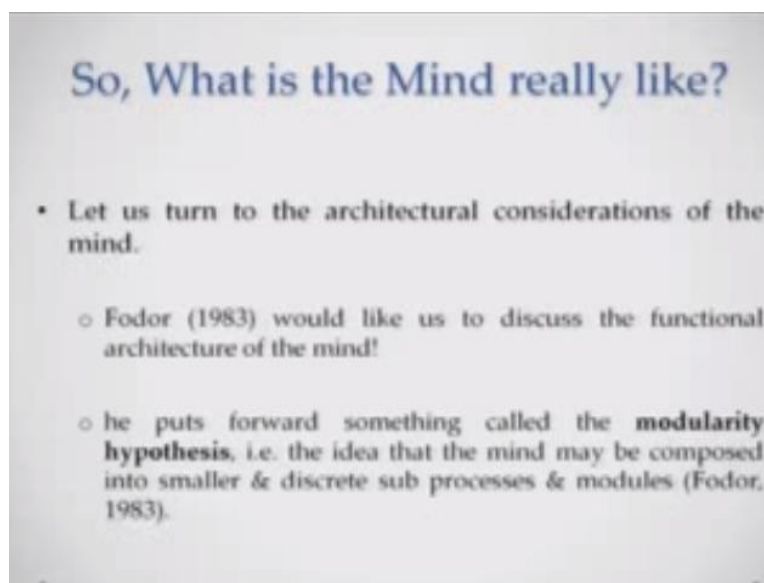 So, What is the Mind really like?
• Let us turn to the architectural considerations of the
mind.
o Fodor (1983) would like us to discuss the functional
architecture of the mind!
o he puts forward something called the modularity
hypothesis, i.e. the idea that the mind may be composed
into smaller & discrete sub processes & modules (Fodor,
1983).